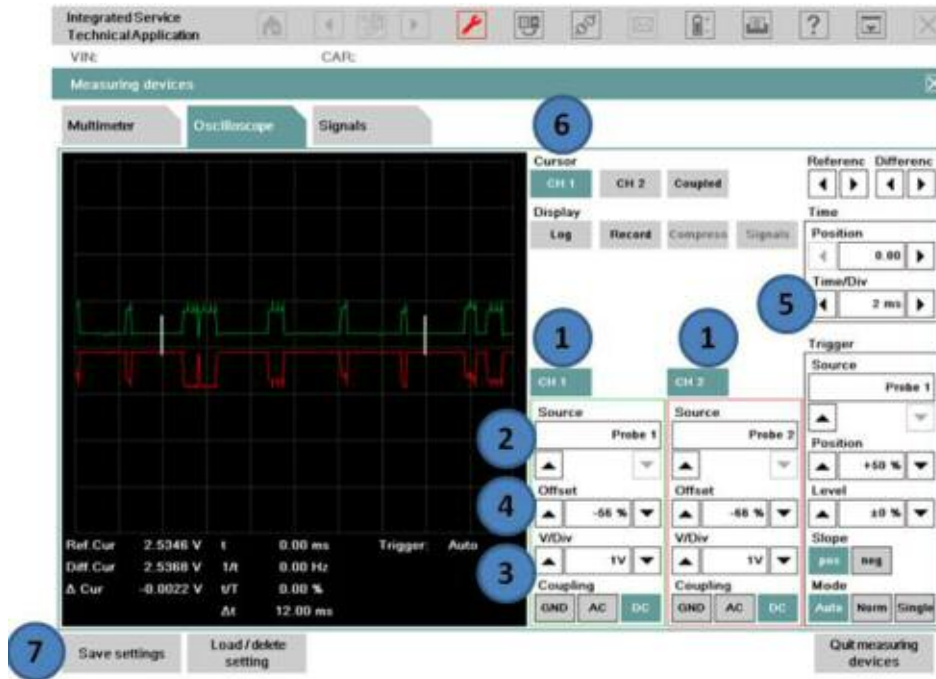 Integrated Service
Technical Application
?
VIN:
CAR:
Measuring devices
Multimeter
Oscilloscope
Signals
6
Cursor
CH 1
CH 2
Coupled
Referenc
Differenc
Display
Log
Record
Compress
Signals
Time
Position
0.00
Time/Div
5
2 ms
1
1
CH 1
CH 2
Trigger
Source
Probe 1
Source
Probe 1
Source
Probe 2
2
Position
+50 %
Offset
-56 %
Offset
-66 %
4
Level
±0 %
V/Div
1V
V/Div
1V
3
Slope
pos
neg
Coupling
GND
AC
DC
Coupling
GND
AC
DC
Mode
Auto
Norm
Single
Ref.Cur 2.5346 V t 0.00 ms Trigger: Auto
Diff.Cur 2.5368 V 1/t 0.00 Hz
Δ Cur -0.0022 V t/T 0.00 %
Δt 12.00 ms
7
Save settings
Load / delete
setting
Quit measuring
devices